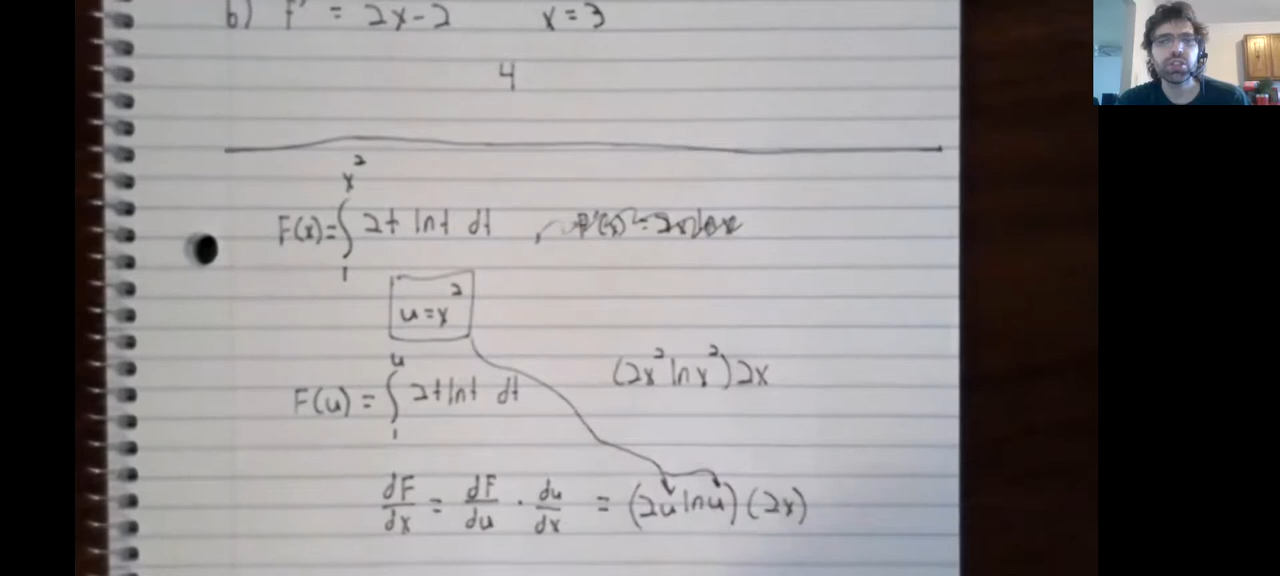 b) F' = 2x-2 x=3
4
F(x)=∫₁^{x²} 2t ln t dt ,
u=x²
F(u) = ∫₁^u 2t ln t dt (2x² ln x²) 2x
dF/dx = dF/du · du/dx = (2u ln u) (2x)